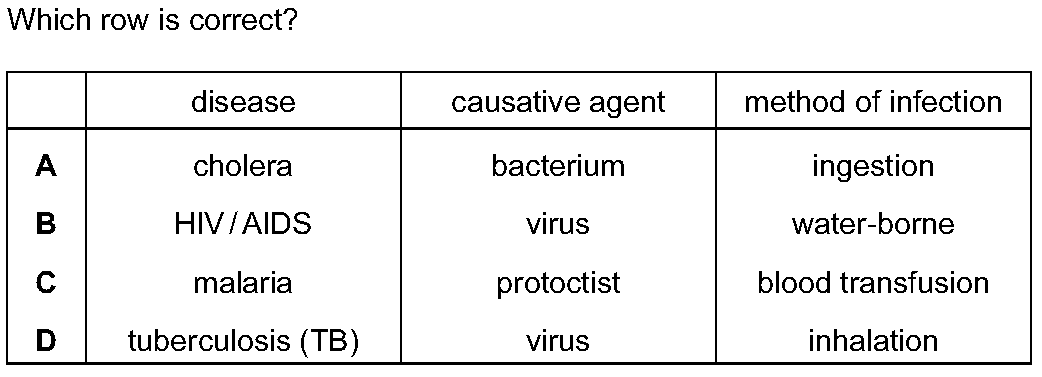 Which row is correct?
disease causative agent method of infection
A cholera bacterium ingestion
B HIV / AIDS virus water-borne
C malaria protoctist blood transfusion
D tuberculosis (TB) virus inhalation